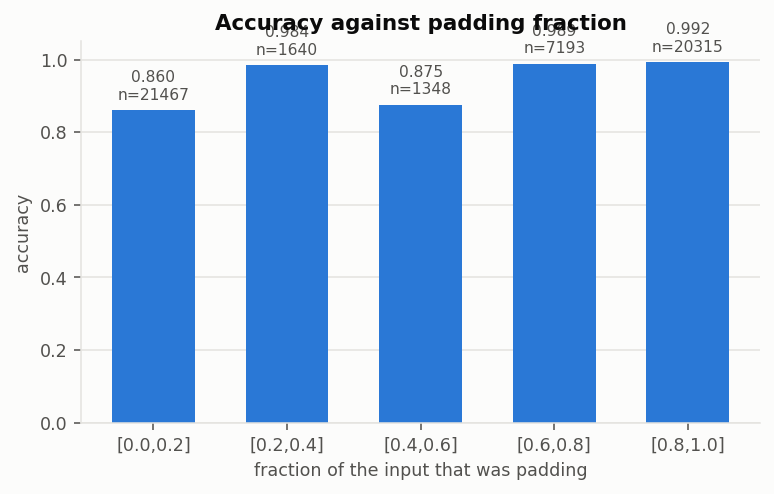 Accuracy against padding fraction
0.860
n=21467
0.984
n=1640
0.875
n=1348
0.989
n=7193
0.992
n=20315
accuracy
1.0
0.8
0.6
0.4
0.2
0.0
[0.0,0.2]
[0.2,0.4]
[0.4,0.6]
[0.6,0.8]
[0.8,1.0]
fraction of the input that was padding